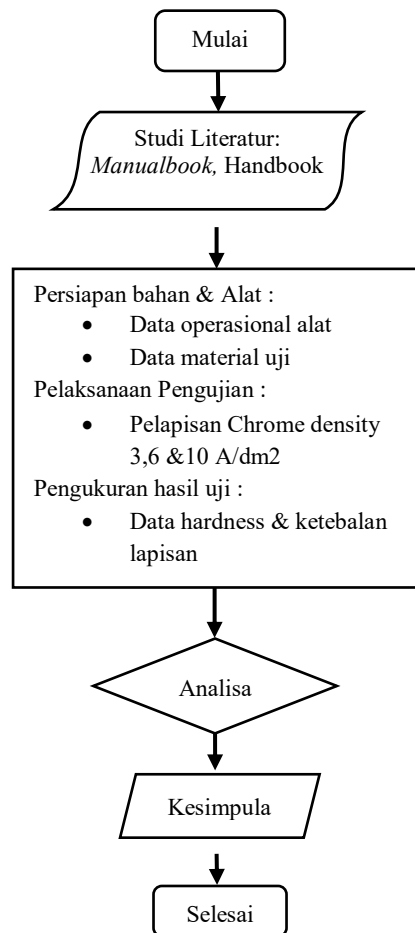 Mulai
Studi Literatur:
Manualbook, Handbook
Persiapan bahan & Alat :
• Data operasional alat
• Data material uji
Pelaksanaan Pengujian :
• Pelapisan Chrome density
3,6 &10 A/dm2
Pengukuran hasil uji :
• Data hardness & ketebalan
lapisan
Analisa
Kesimpula
Selesai